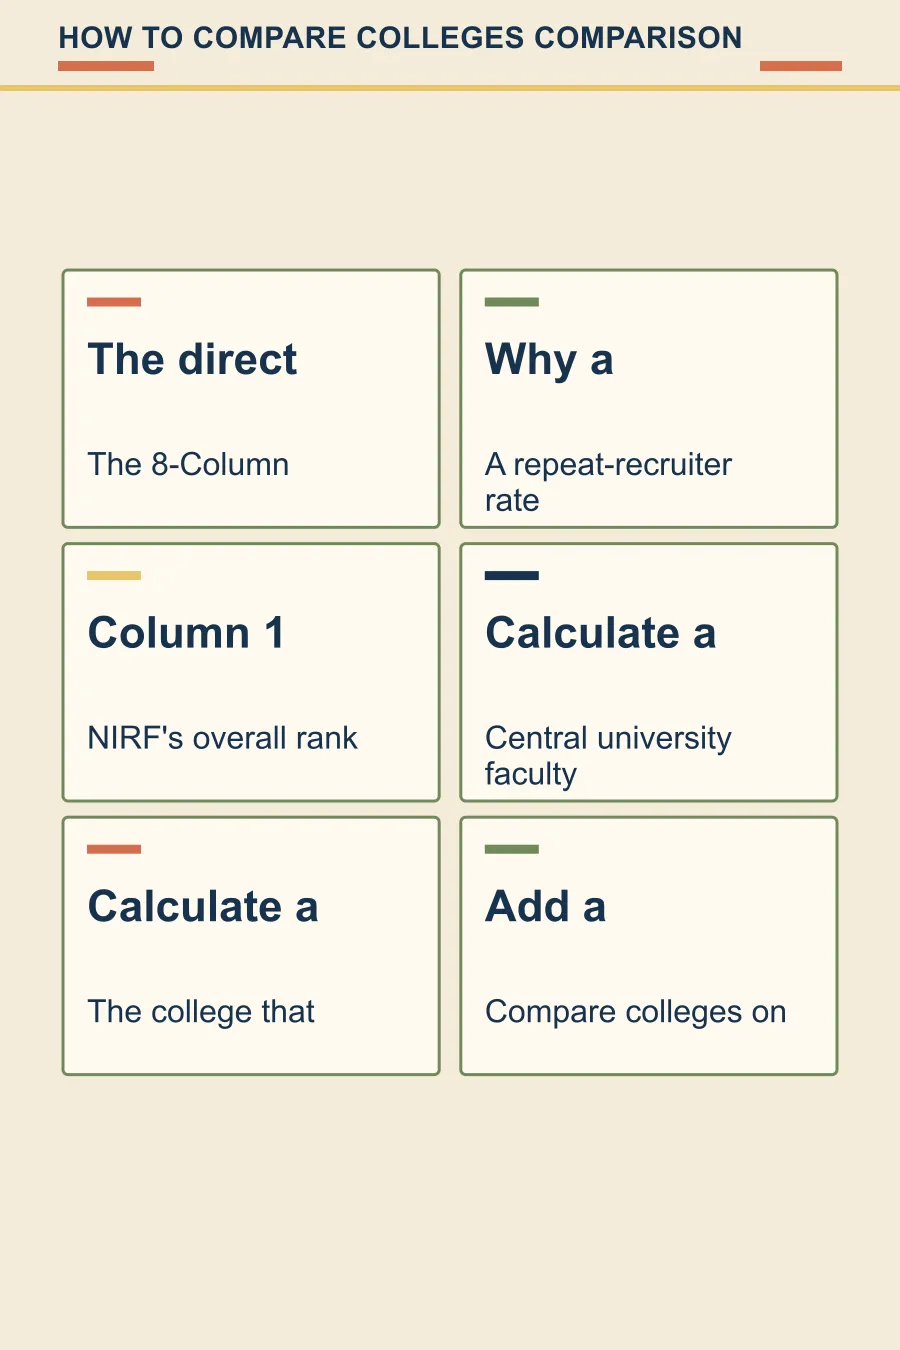 HOW TO COMPARE COLLEGES COMPARISON
The direct
The 8-Column
Why a
A repeat-recruiter
rate
Column 1
NIRF's overall rank
Calculate a
Central university
faculty
Calculate a
The college that
Add a
Compare colleges on